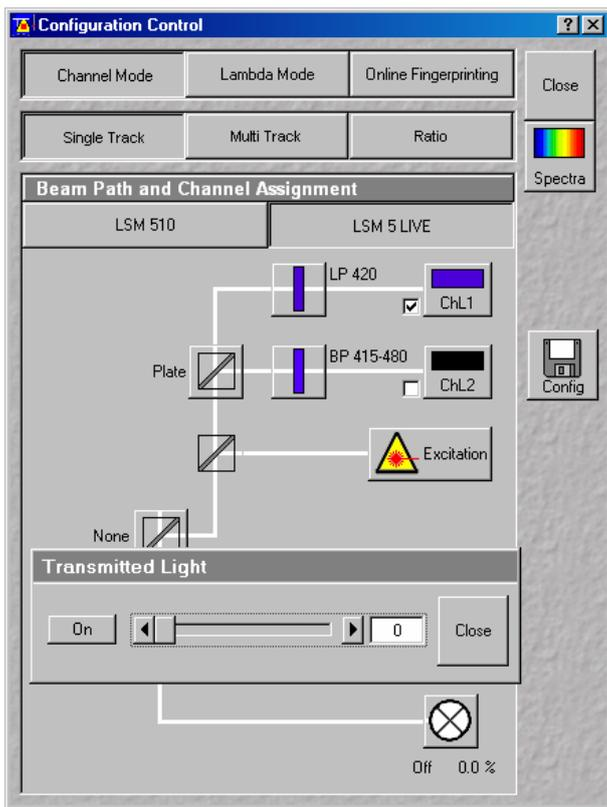 Configuration Control
Channel Mode Lambda Mode Online Fingerprinting
Close
Single Track Multi Track Ratio
Spectra
Beam Path and Channel Assignment
LSM 510 LSM 5 LIVE
LP 420
ChL1
Plate
BP 415-480
ChL2
Config
Excitation
None
Transmitted Light
On 0 Close
Off 0.0 %